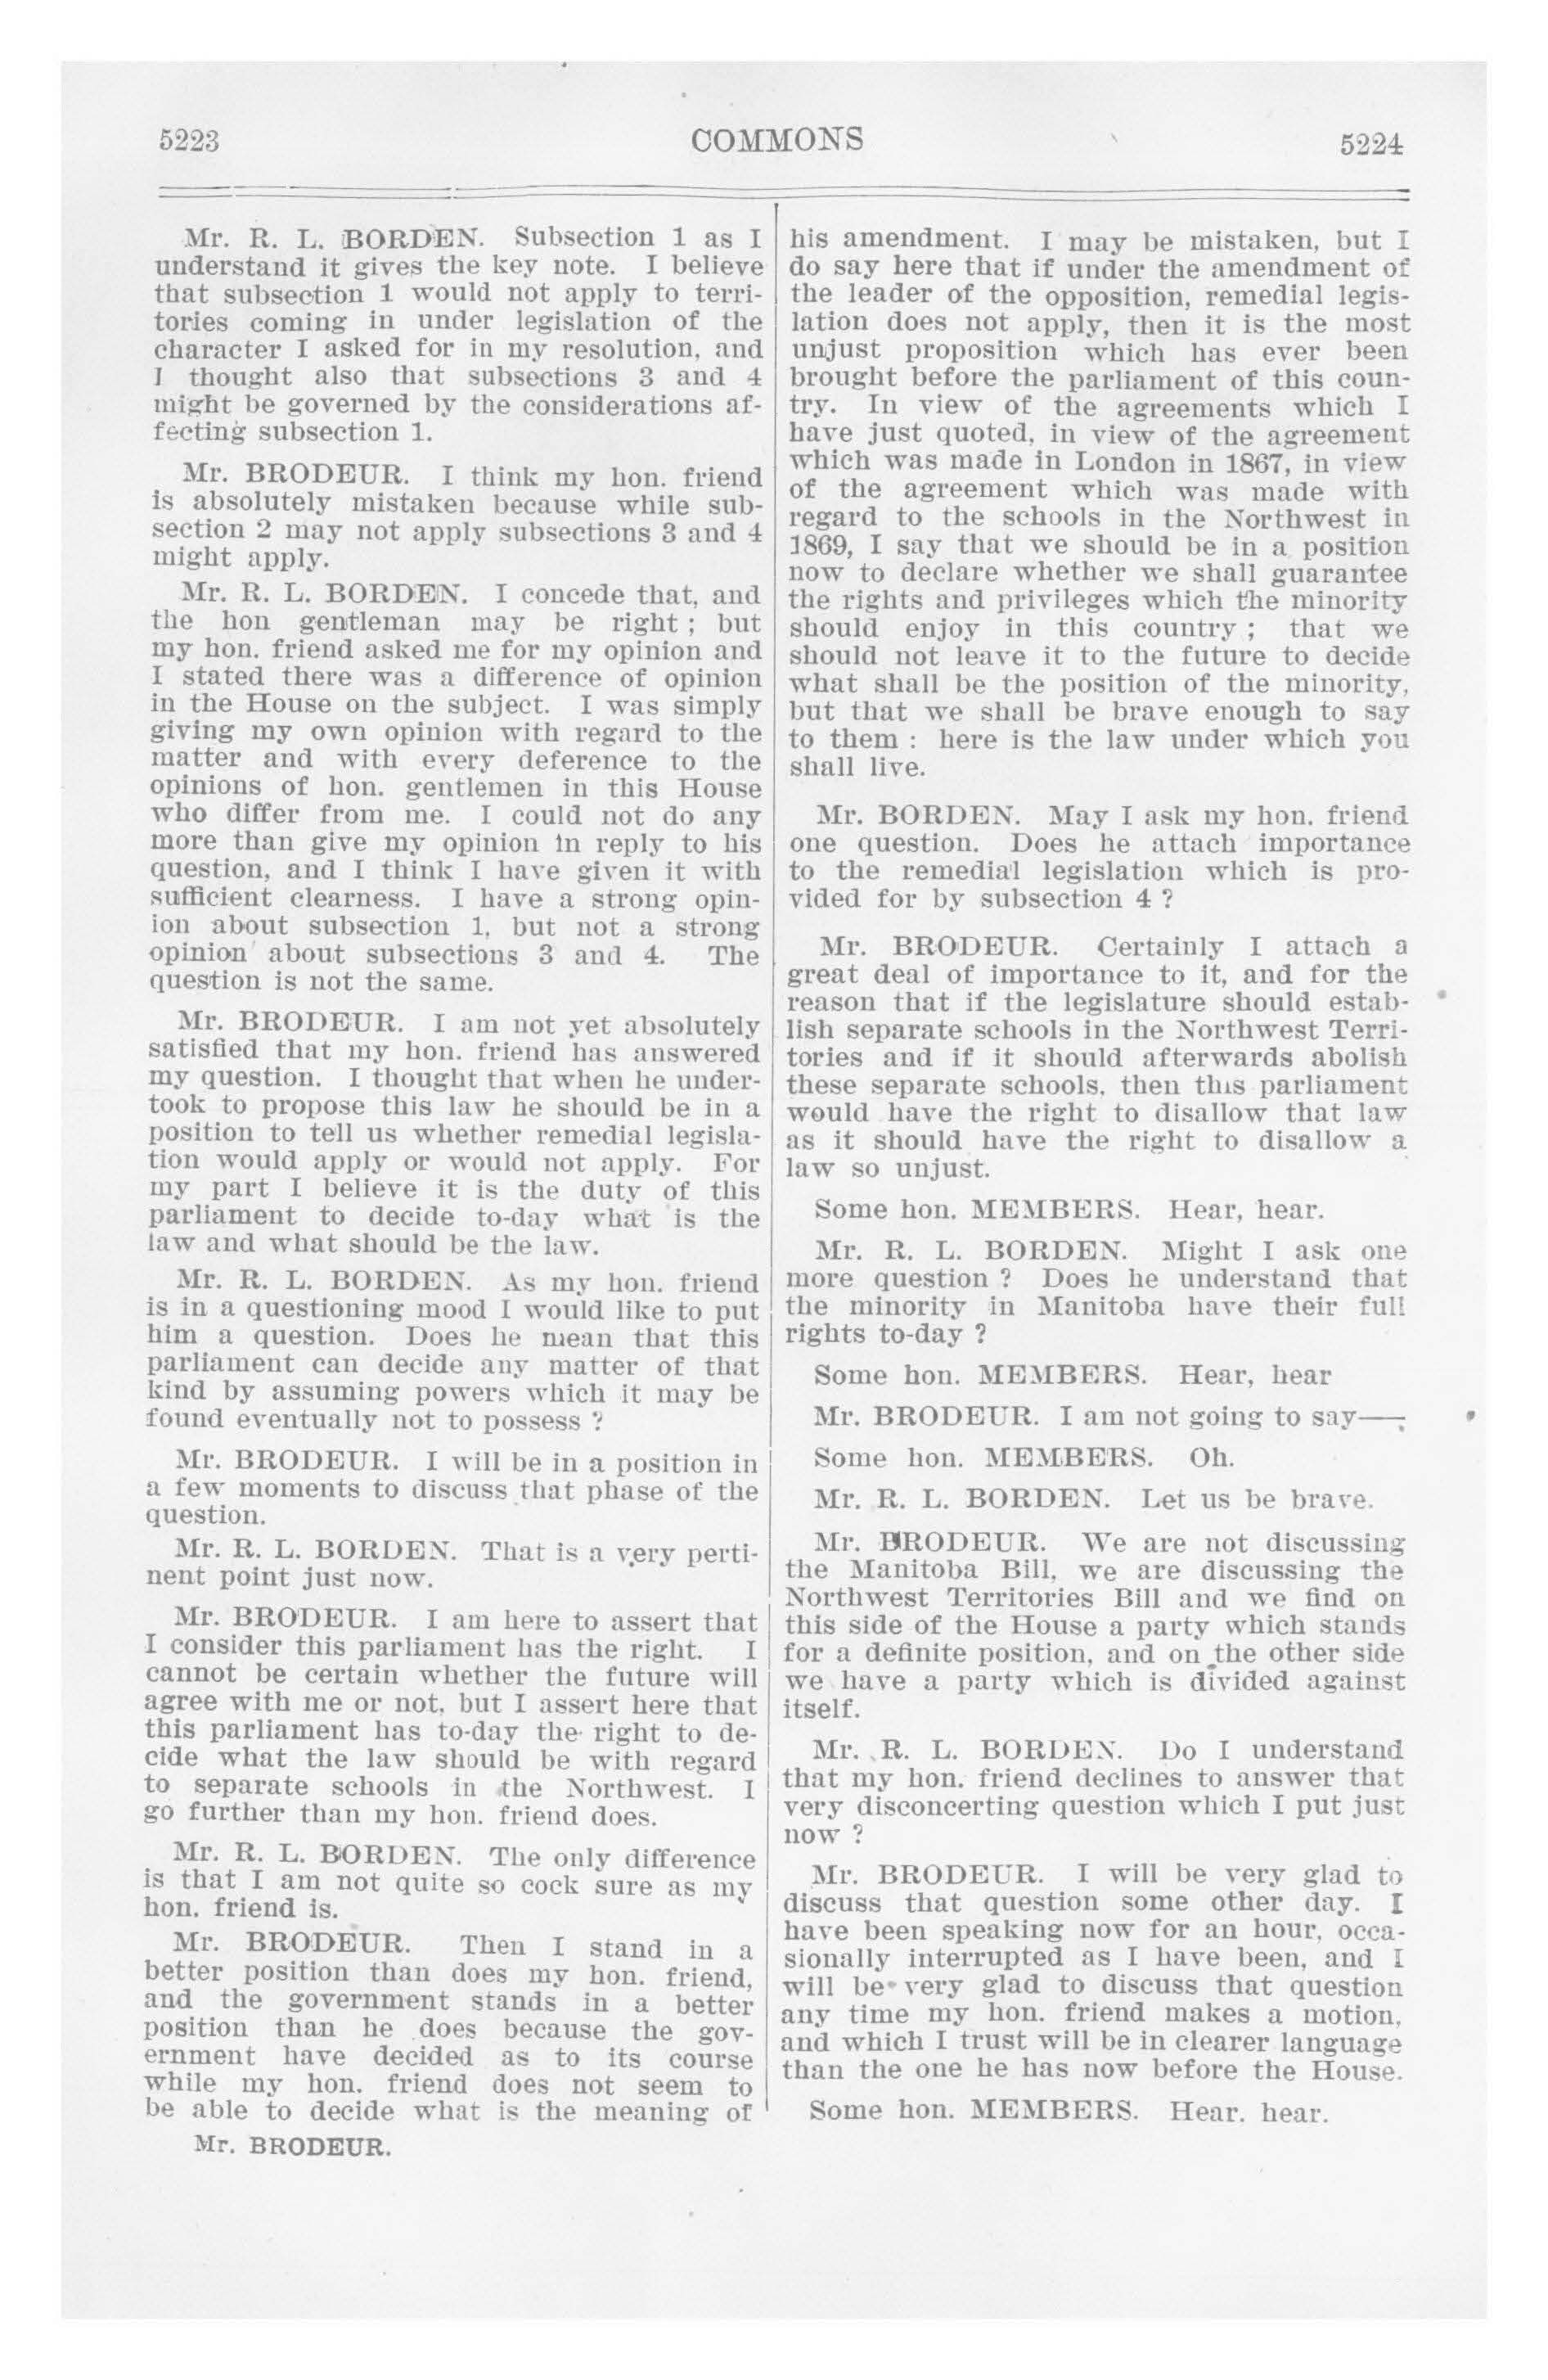 5223
COMMONS
5224
Mr. R. L. BORDEN. Subsection 1 as I
understand it gives the key note. I believe
that subsection 1 would not apply to terri-
tories coming in under legislation of the
character I asked for in my resolution, and
I thought also that subsections 3 and 4
might be governed by the considerations af-
fecting subsection 1.
Mr. BRODEUR. I think my hon. friend
is absolutely mistaken because while sub-
section 2 may not apply subsections 3 and 4
might apply.
Mr. R. L. BORDEN. I concede that, and
the hon gentleman may be right ; but
my hon. friend asked me for my opinion and
I stated there was a difference of opinion
in the House on the subject. I was simply
giving my own opinion with regard to the
matter and with every deference to the
opinions of hon. gentlemen in this House
who differ from me. I could not do any
more than give my opinion in reply to his
question, and I think I have given it with
sufficient clearness. I have a strong opin-
ion about subsection 1, but not a strong
opinion about subsections 3 and 4. The
question is not the same.
Mr. BRODEUR. I am not yet absolutely
satisfied that my hon. friend has answered
my question. I thought that when he under-
took to propose this law he should be in a
position to tell us whether remedial legisla-
tion would apply or would not apply. For
my part I believe it is the duty of this
parliament to decide to-day what is the
law and what should be the law.
Mr. R. L. BORDEN. As my hon. friend
is in a questioning mood I would like to put
him a question. Does he mean that this
parliament can decide any matter of that
kind by assuming powers which it may be
found eventually not to possess ?
Mr. BRODEUR. I will be in a position in
a few moments to discuss that phase of the
question.
Mr. R. L. BORDEN. That is a very perti-
nent point just now.
Mr. BRODEUR. I am here to assert that
I consider this parliament has the right. I
cannot be certain whether the future will
agree with me or not, but I assert here that
this parliament has to-day the right to de-
cide what the law should be with regard
to separate schools in the Northwest. I
go further than my hon. friend does.
Mr. R. L. BORDEN. The only difference
is that I am not quite so cock sure as my
hon. friend is.
Mr. BRODEUR. Then I stand in a
better position than does my hon. friend,
and the government stands in a better
position than he does because the gov-
ernment have decided as to its course
while my hon. friend does not seem to
be able to decide what is the meaning of
Mr. BRODEUR.
his amendment. I may be mistaken, but I
do say here that if under the amendment of
the leader of the opposition, remedial legis-
lation does not apply, then it is the most
unjust proposition which has ever been
brought before the parliament of this coun-
try. In view of the agreements which I
have just quoted, in view of the agreement
which was made in London in 1867, in view
of the agreement which was made with
regard to the schools in the Northwest in
1869, I say that we should be in a position
now to declare whether we shall guarantee
the rights and privileges which the minority
should enjoy in this country ; that we
should not leave it to the future to decide
what shall be the position of the minority,
but that we shall be brave enough to say
to them : here is the law under which you
shall live.
Mr. BORDEN. May I ask my hon. friend
one question. Does he attach importance
to the remedial legislation which is pro-
vided for by subsection 4 ?
Mr. BRODEUR. Certainly I attach a
great deal of importance to it, and for the
reason that if the legislature should estab-
lish separate schools in the Northwest Terri-
tories and if it should afterwards abolish
these separate schools, then this parliament
would have the right to disallow that law
as it should have the right to disallow a
law so unjust.
Some hon. MEMBERS. Hear, hear.
Mr. R. L. BORDEN. Might I ask one
more question ? Does he understand that
the minority in Manitoba have their full
rights to-day ?
Some hon. MEMBERS. Hear, hear
Mr. BRODEUR. I am not going to say—
Some hon. MEMBERS. Oh.
Mr. R. L. BORDEN. Let us be brave.
Mr. BRODEUR. We are not discussing
the Manitoba Bill, we are discussing the
Northwest Territories Bill and we find on
this side of the House a party which stands
for a definite position, and on the other side
we have a party which is divided against
itself.
Mr. R. L. BORDEN. Do I understand
that my hon. friend declines to answer that
very disconcerting question which I put just
now ?
Mr. BRODEUR. I will be very glad to
discuss that question some other day. I
have been speaking now for an hour, occa-
sionally interrupted as I have been, and I
will be very glad to discuss that question
any time my hon. friend makes a motion,
and which I trust will be in clearer language
than the one he has now before the House.
Some hon. MEMBERS. Hear. hear.